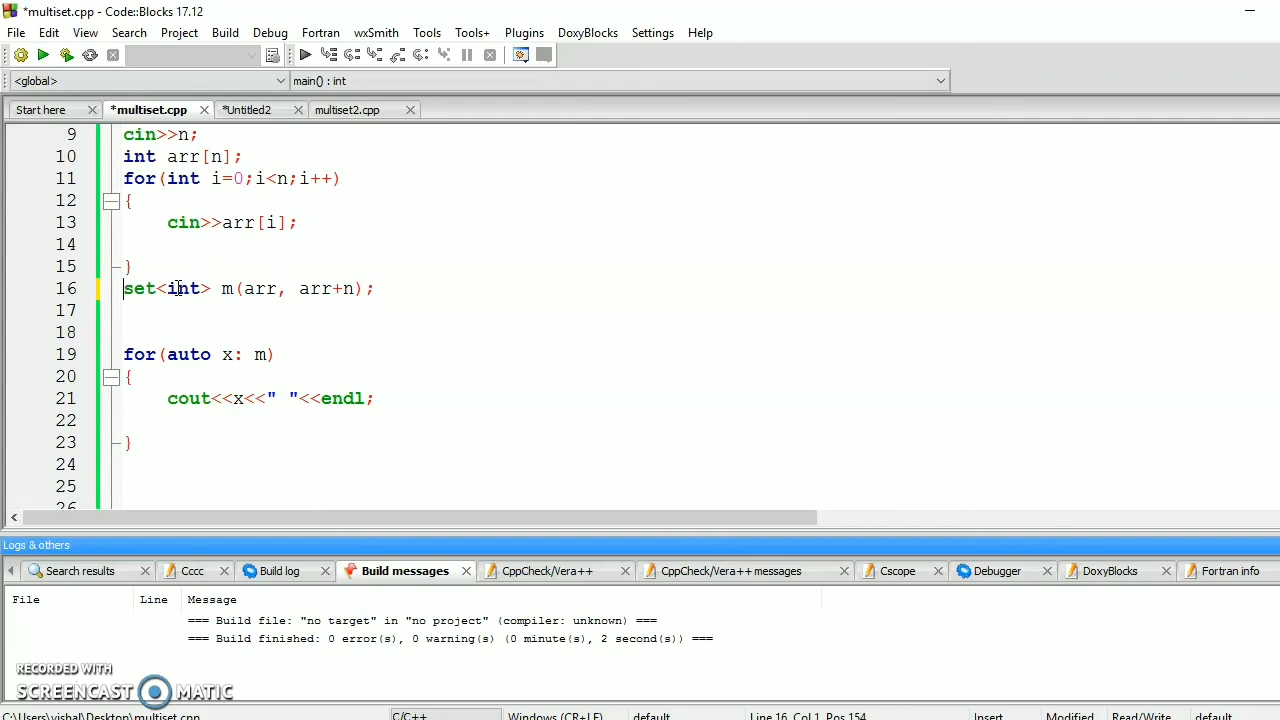 *multiset.cpp - Code::Blocks 17.12
File Edit View Search Project Build Debug Fortran wxSmith Tools Tools+ Plugins DoxyBlocks Settings Help
<global> main() : int
Start here *multiset.cpp *Untitled2 multiset2.cpp
9 cin>>n;
10 int arr[n];
11 for(int i=0;i<n;i++)
12 {
13 cin>>arr[i];
14
15 }
16 set<int> m(arr, arr+n);
17
18
19 for(auto x: m)
20 {
21 cout<<x<<" "<<endl;
22
23 }
24
25
26
Logs & others
Search results Cccc Build log Build messages CppCheck/Vera++ CppCheck/Vera++ messages Cscope Debugger DoxyBlocks Fortran info
File Line Message
=== Build file: "no target" in "no project" (compiler: unknown) ===
=== Build finished: 0 error(s), 0 warning(s) (0 minute(s), 2 second(s)) ===
RECORDED WITH
SCREENCAST MATIC
C:\Users\vishal\Desktop\multiset.cpp C/C++ Windows (CR+LF) default Line 16, Col 1, Pos 154 Insert Modified Read/Write default